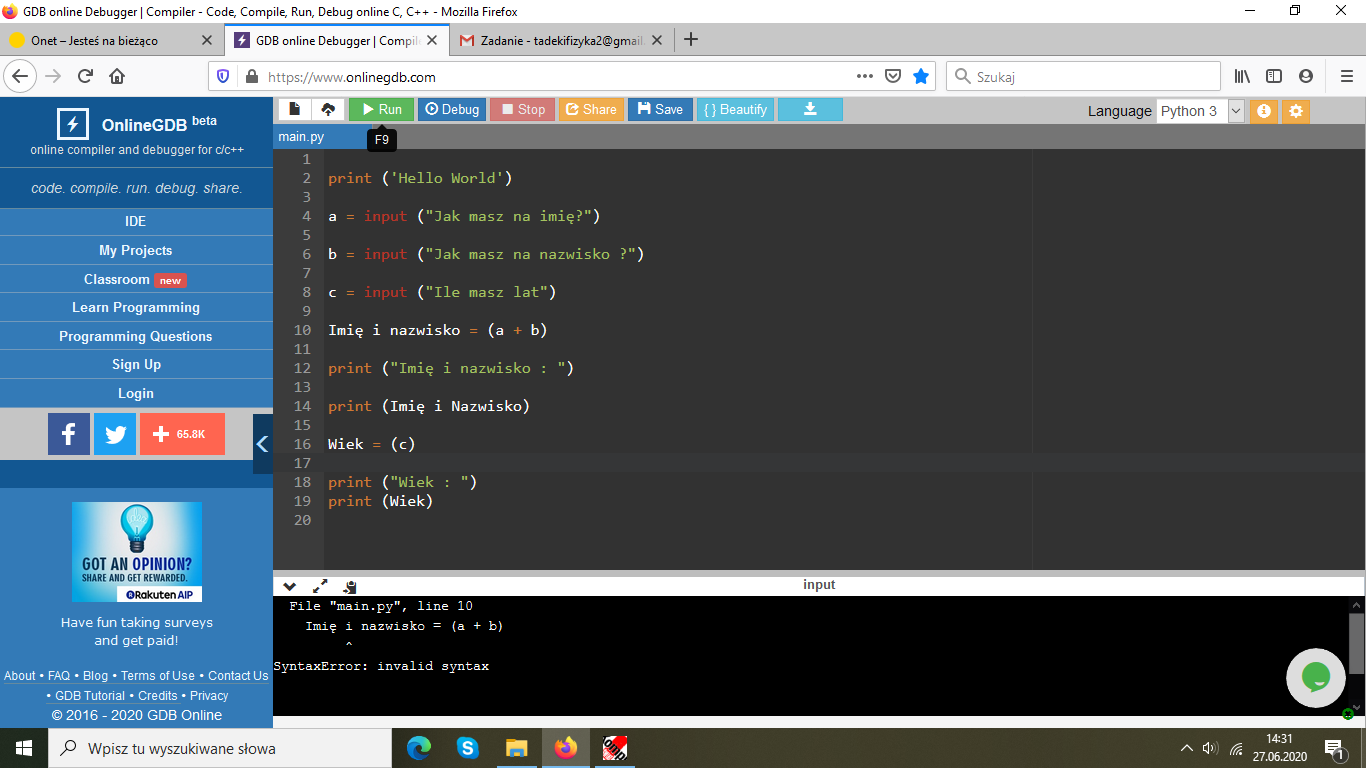 GDB online Debugger | Compiler - Code, Compile, Run, Debug online C, C++ - Mozilla Firefox
Onet – Jesteś na bieżąco
GDB online Debugger | Compile
Zadanie - tadekifizyka2@gmail.
https://www.onlinegdb.com
Szukaj
OnlineGDB beta
online compiler and debugger for c/c++
code. compile. run. debug. share.
IDE
My Projects
Classroom new
Learn Programming
Programming Questions
Sign Up
Login
65.8K
GOT AN OPINION?
SHARE AND GET REWARDED.
Rakuten AIP
Have fun taking surveys
and get paid!
About • FAQ • Blog • Terms of Use • Contact Us
• GDB Tutorial • Credits • Privacy
© 2016 - 2020 GDB Online
Run Debug Stop Share Save { } Beautify
Language Python 3
main.py
F9
1
2 print ('Hello World')
3
4 a = input ("Jak masz na imię?")
5
6 b = input ("Jak masz na nazwisko ?")
7
8 c = input ("Ile masz lat")
9
10 Imię i nazwisko = (a + b)
11
12 print ("Imię i nazwisko : ")
13
14 print (Imię i Nazwisko)
15
16 Wiek = (c)
17
18 print ("Wiek : ")
19 print (Wiek)
20
input
File "main.py", line 10
Imię i nazwisko = (a + b)
^
SyntaxError: invalid syntax
Wpisz tu wyszukiwane słowa
14:31
27.06.2020
1